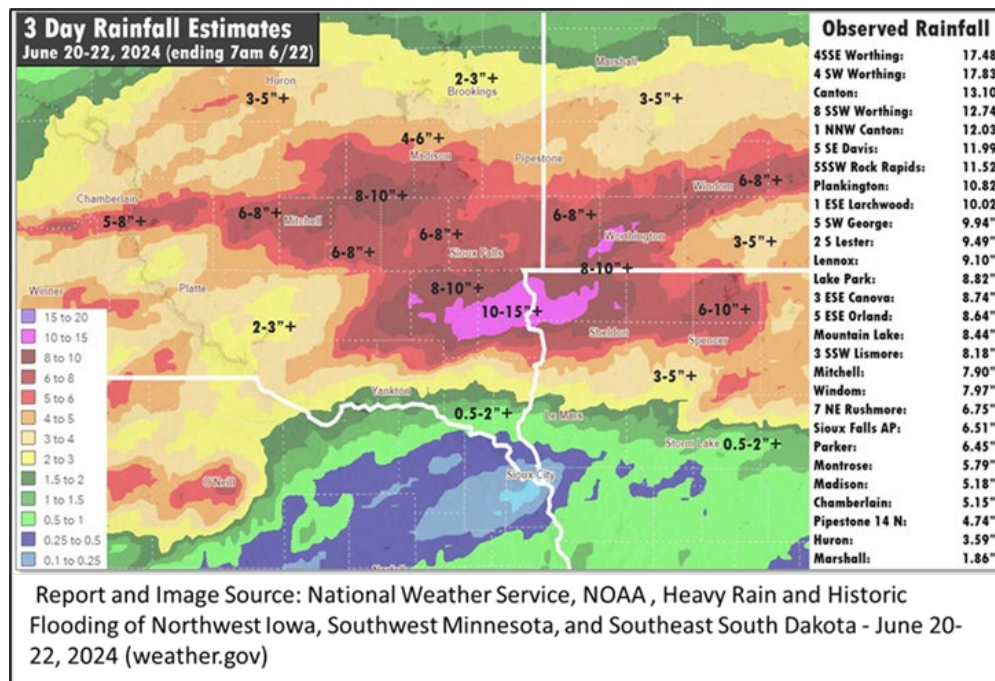 3 Day Rainfall Estimates
June 20-22, 2024 (ending 7am 6/22)
Marshall
Huron
2-3"+
Brookings
3-5"+
3-5"+
4-6"+
Madison
Pipestone
Windom
6-8"+
8-10"+
Chamberlain
5-8"+
6-8"+
Mitchell
6-8"+
Worthington
6-8"+
6-8"+
Sioux Falls
3-5"+
8-10"+
Winner
Platte
8-10"+
10-15"+
6-10"+
2-3"+
Sheldon
Spencer
3-5"+
Yankton
0.5-2"+
Le Mars
Storm Lake
0.5-2"+
O'Neill
Sioux City
15 to 20
10 to 15
8 to 10
6 to 8
5 to 6
4 to 5
3 to 4
2 to 3
1.5 to 2
1 to 1.5
0.5 to 1
0.25 to 0.5
0.1 to 0.25
Observed Rainfall
4SSE Worthing: 17.48
4 SW Worthing: 17.83
Canton: 13.10
8 SSW Worthing: 12.74
1 NNW Canton: 12.03
5 SE Davis: 11.99
5SSW Rock Rapids: 11.52
Plankington: 10.82
1 ESE Larchwood: 10.02
5 SW George: 9.94"
2 S Lester: 9.49"
Lennox: 9.10"
Lake Park: 8.82"
3 ESE Canova: 8.74"
5 ESE Orland: 8.64"
Mountain Lake: 8.44"
3 SSW Lismore: 8.18"
Mitchell: 7.90"
Windom: 7.97"
7 NE Rushmore: 6.75"
Sioux Falls AP: 6.51"
Parker: 6.45"
Montrose: 5.79"
Madison: 5.18"
Chamberlain: 5.15"
Pipestone 14 N: 4.74"
Huron: 3.59"
Marshall: 1.86"
Report and Image Source: National Weather Service, NOAA , Heavy Rain and Historic
Flooding of Northwest Iowa, Southwest Minnesota, and Southeast South Dakota - June 20-
22, 2024 (weather.gov)